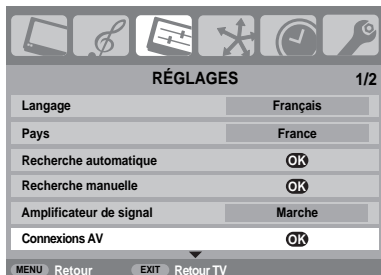 RÉGLAGES 1/2
Langage Français
Pays France
Recherche automatique OK
Recherche manuelle OK
Amplificateur de signal Marche
Connexions AV OK
MENU Retour EXIT Retour TV